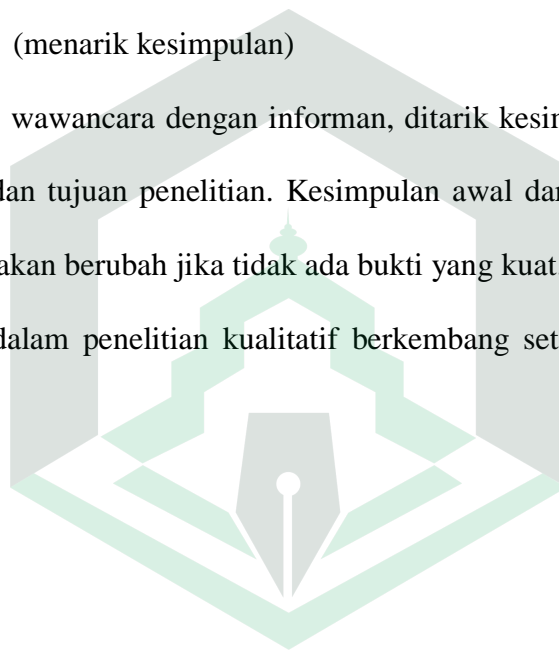 (menarik kesimpulan)
wawancara dengan informan, ditarik kesim
dan tujuan penelitian. Kesimpulan awal dar
akan berubah jika tidak ada bukti yang kuat.
dalam penelitian kualitatif berkembang set